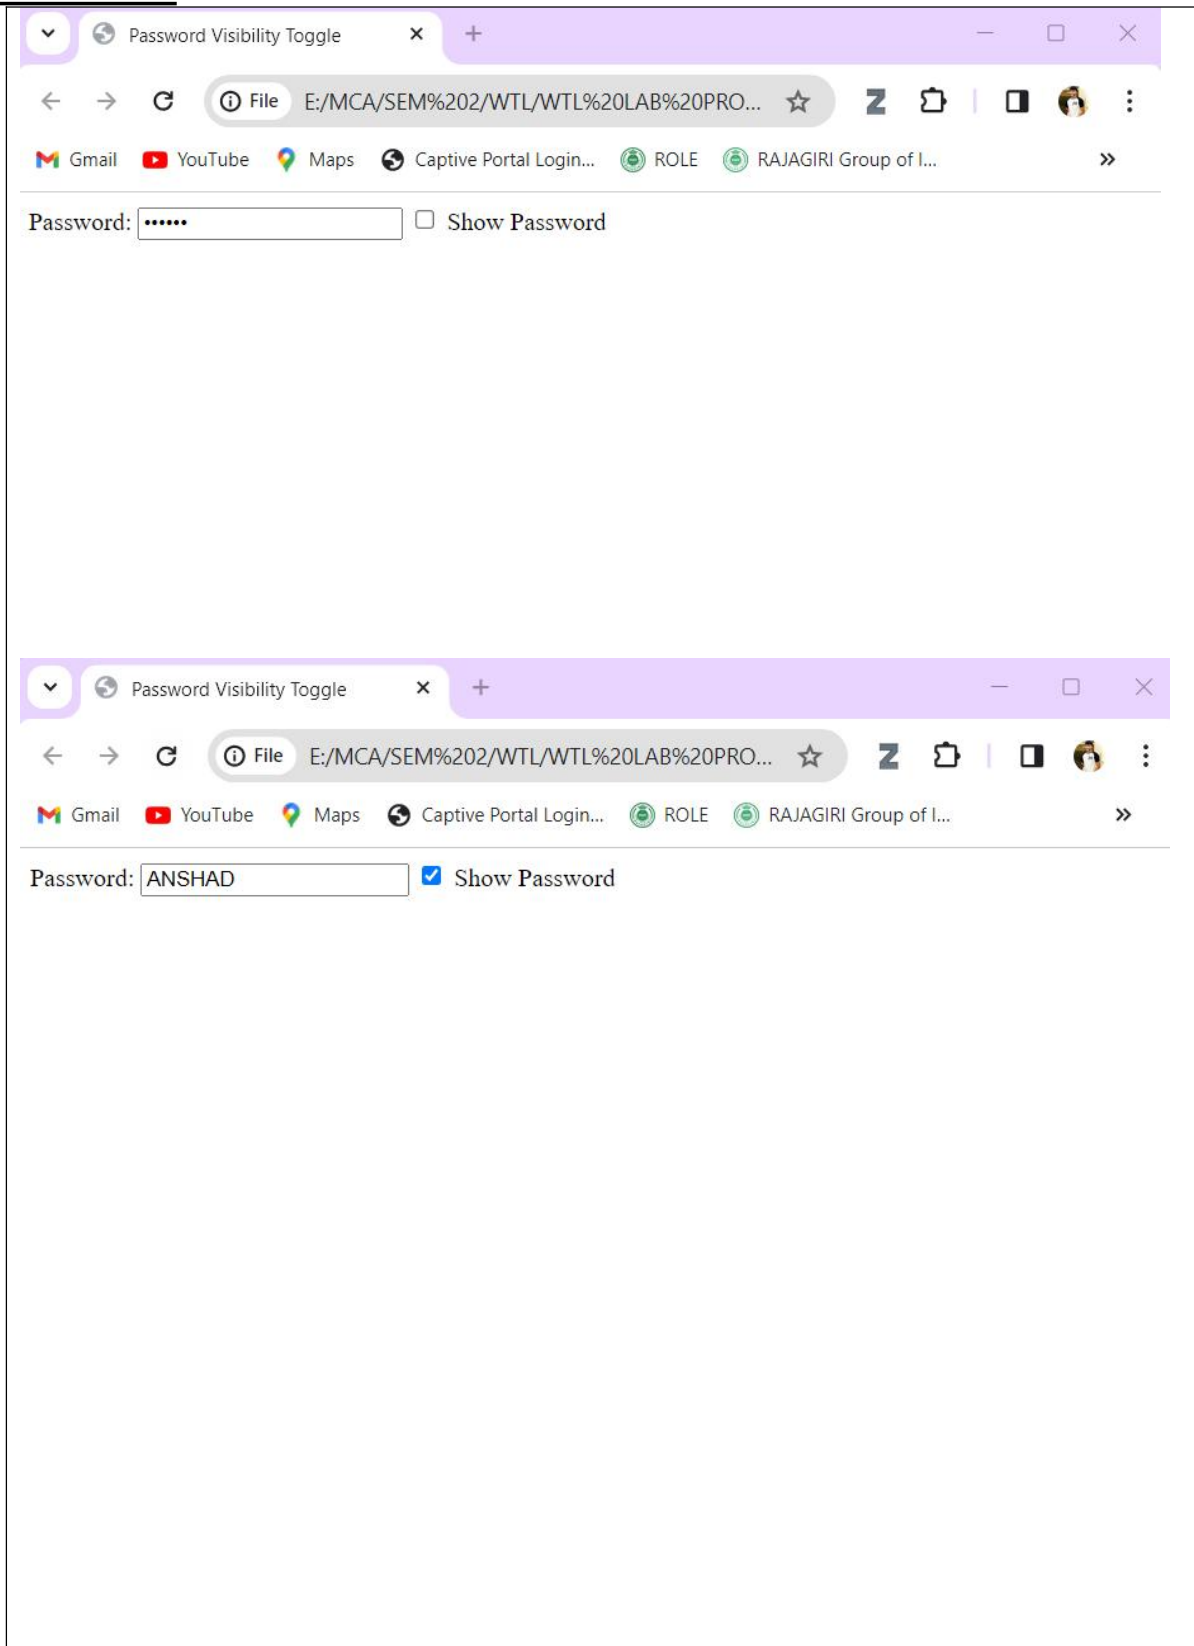 Password Visibility Toggle
File E:/MCA/SEM%202/WTL/WTL%20LAB%20PRO...
Gmail YouTube Maps Captive Portal Login... ROLE RAJAGIRI Group of I...
Password: •••••• Show Password
Password Visibility Toggle
File E:/MCA/SEM%202/WTL/WTL%20LAB%20PRO...
Gmail YouTube Maps Captive Portal Login... ROLE RAJAGIRI Group of I...
Password: ANSHAD Show Password